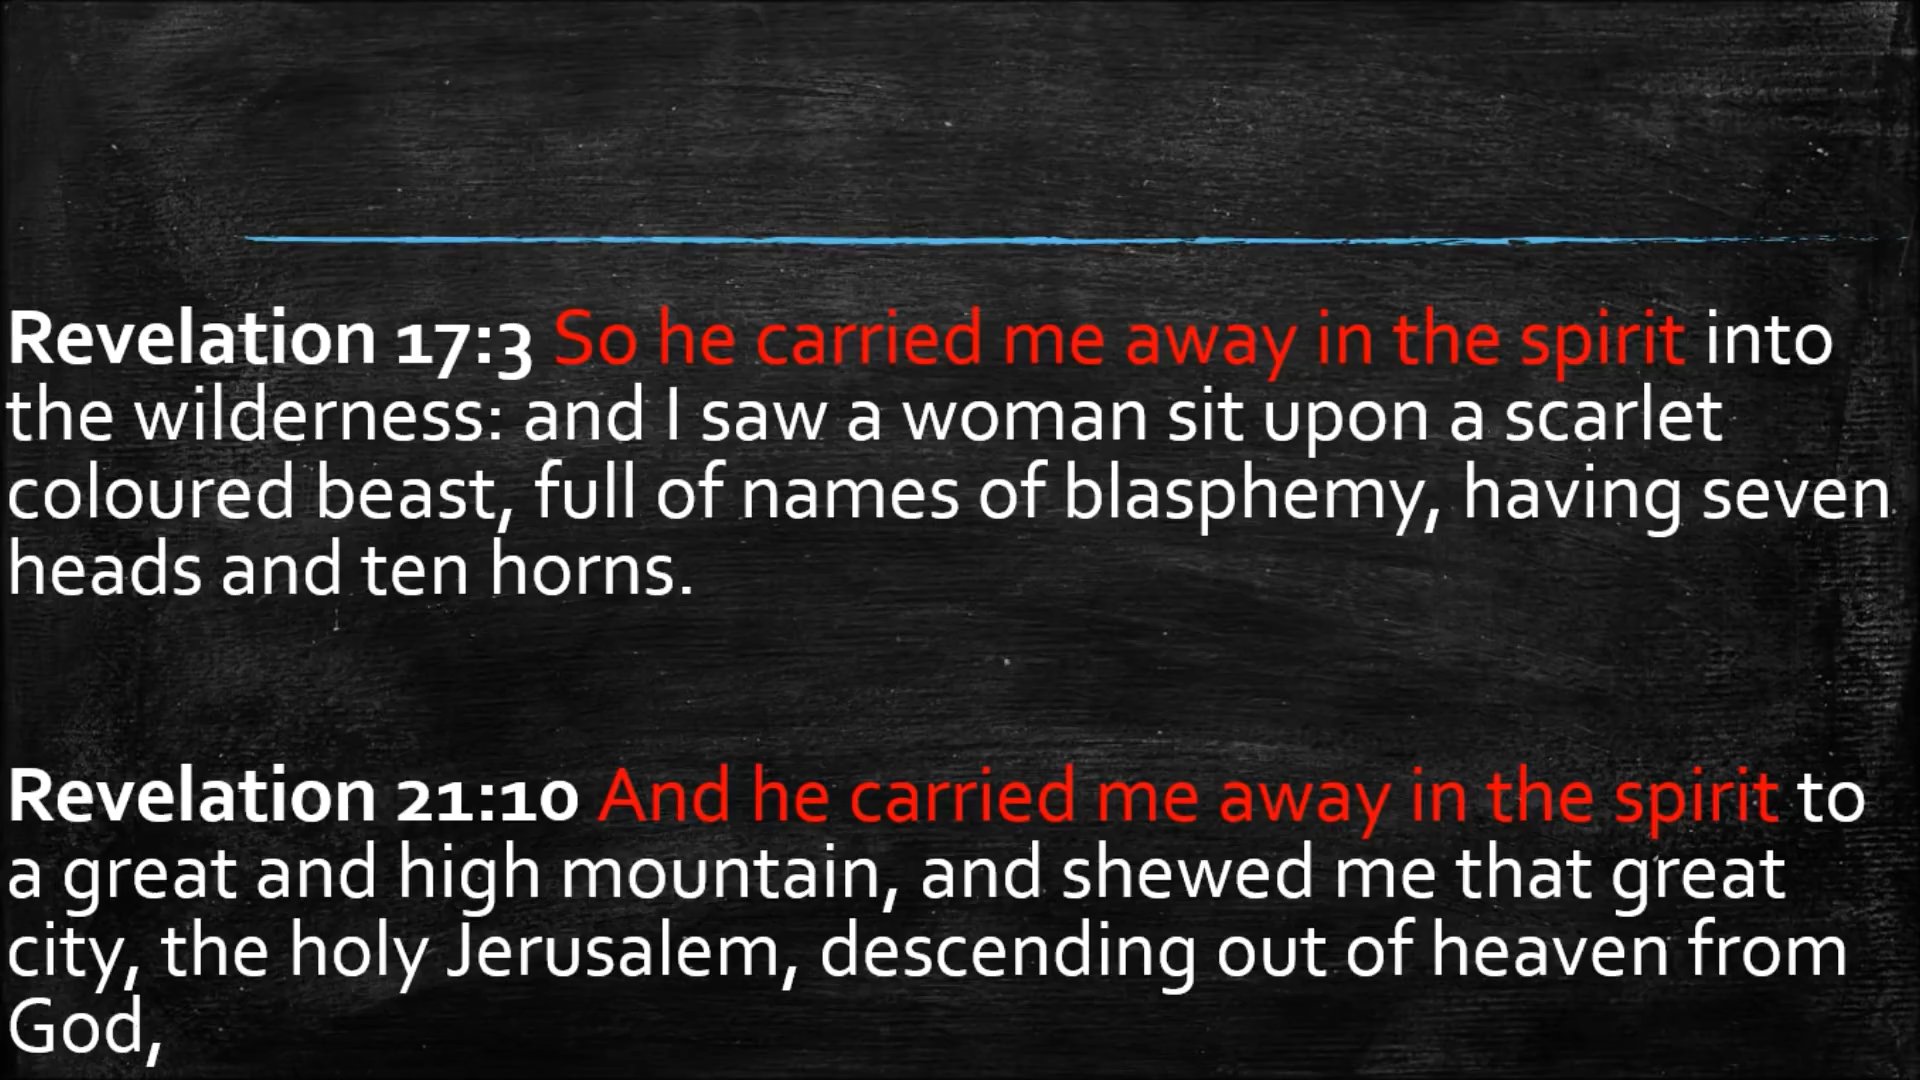 Revelation 17:3 So he carried me away in the spirit into
the wilderness: and I saw a woman sit upon a scarlet
coloured beast, full of names of blasphemy, having seven
heads and ten horns.
Revelation 21:10 And he carried me away in the spirit to
a great and high mountain, and shewed me that great
city, the holy Jerusalem, descending out of heaven from
God,